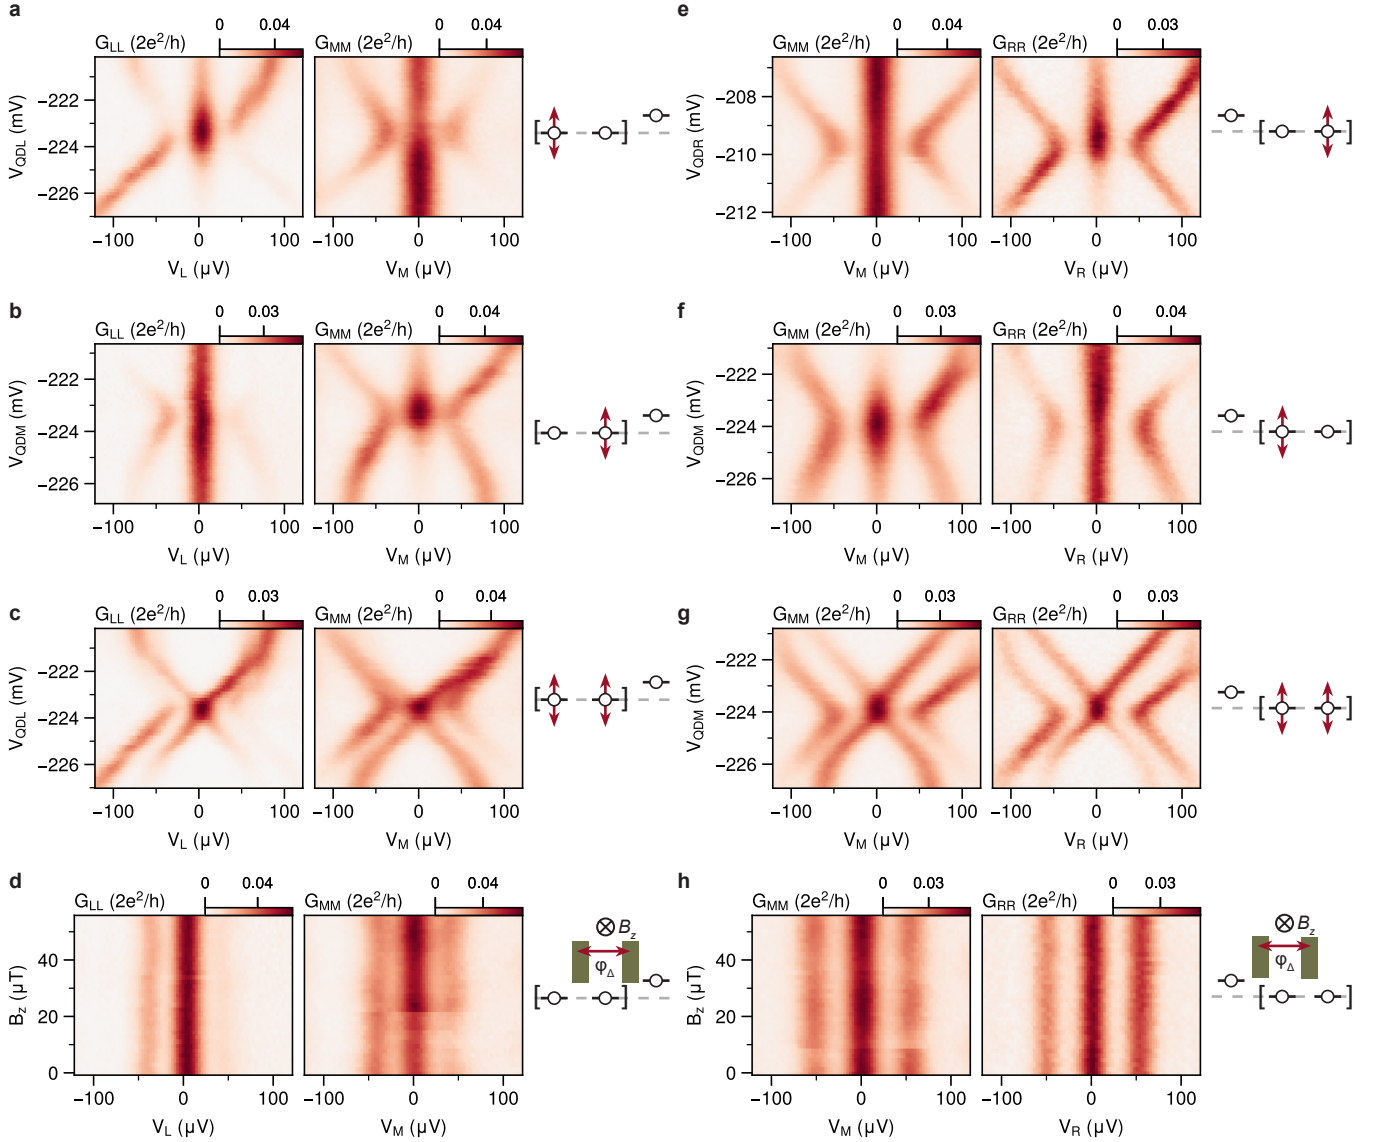 a
0 0.04
G_LL (2e²/h)
V_QDL (mV)
−222
−224
−226
−100 0 100
V_L (µV)
0 0.04
G_MM (2e²/h)
−100 0 100
V_M (µV)
[ ]
e
0 0.04
G_MM (2e²/h)
V_QDR (mV)
−208
−210
−212
−100 0 100
V_M (µV)
0 0.03
G_RR (2e²/h)
−100 0 100
V_R (µV)
[ ]
b
0 0.03
G_LL (2e²/h)
V_QDM (mV)
−222
−224
−226
−100 0 100
V_L (µV)
0 0.04
G_MM (2e²/h)
−100 0 100
V_M (µV)
[ ]
f
0 0.03
G_MM (2e²/h)
V_QDM (mV)
−222
−224
−226
−100 0 100
V_M (µV)
0 0.04
G_RR (2e²/h)
−100 0 100
V_R (µV)
[ ]
c
0 0.03
G_LL (2e²/h)
V_QDL (mV)
−222
−224
−226
−100 0 100
V_L (µV)
0 0.04
G_MM (2e²/h)
−100 0 100
V_M (µV)
[ ]
g
0 0.03
G_MM (2e²/h)
V_QDM (mV)
−222
−224
−226
−100 0 100
V_M (µV)
0 0.03
G_RR (2e²/h)
−100 0 100
V_R (µV)
[ ]
d
0 0.04
G_LL (2e²/h)
B_z (µT)
40
20
0
−100 0 100
V_L (µV)
0 0.04
G_MM (2e²/h)
−100 0 100
V_M (µV)
⊗ B_z
φ_Δ
[ ]
h
0 0.03
G_MM (2e²/h)
B_z (µT)
40
20
0
−100 0 100
V_M (µV)
0 0.03
G_RR (2e²/h)
−100 0 100
V_R (µV)
⊗ B_z
φ_Δ
[ ]